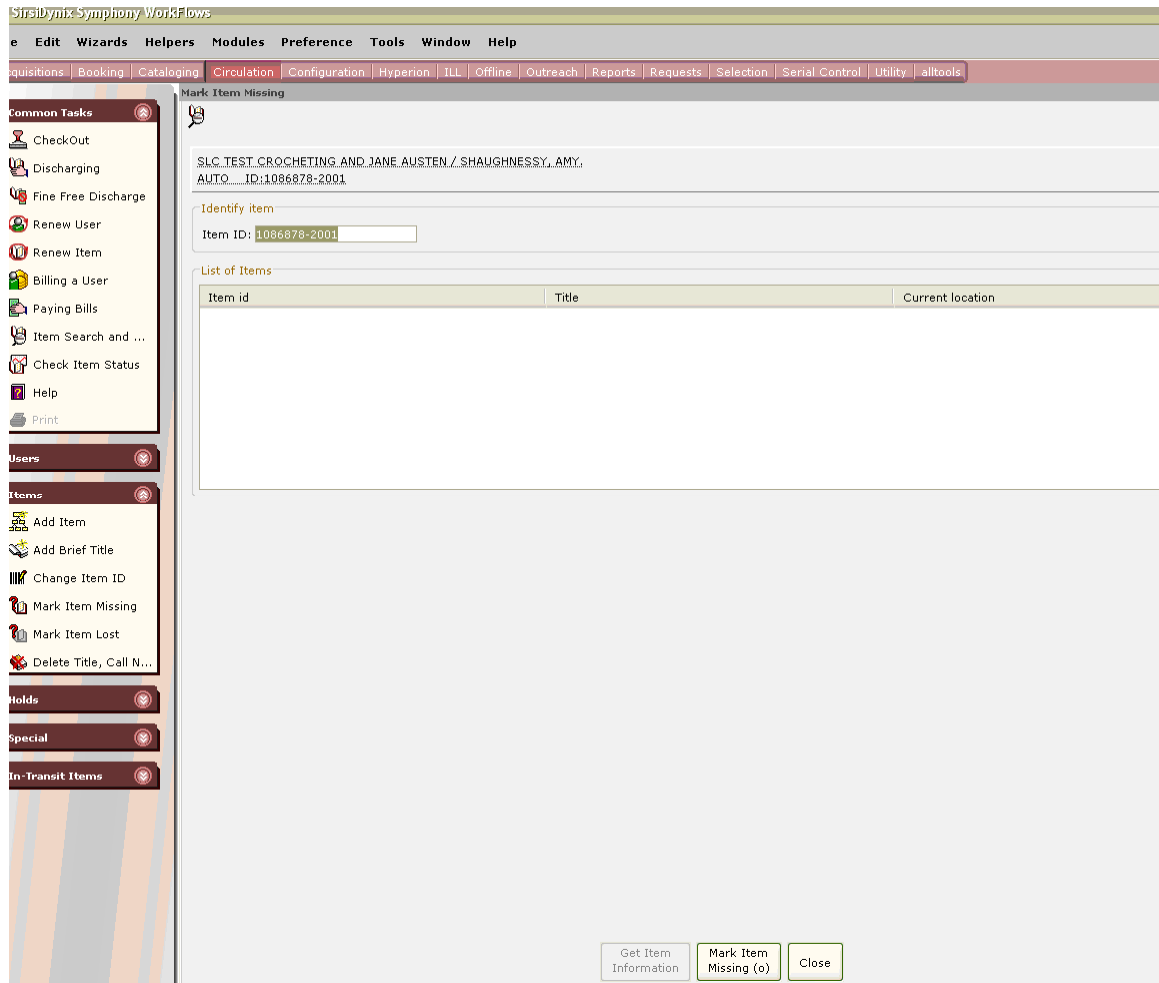 SirsiDynix Symphony WorkFlows
e Edit Wizards Helpers Modules Preference Tools Window Help
cquisitions Booking Cataloging Circulation Configuration Hyperion ILL Offline Outreach Reports Requests Selection Serial Control Utility alltools
Common Tasks
CheckOut
Discharging
Fine Free Discharge
Renew User
Renew Item
Billing a User
Paying Bills
Item Search and ...
Check Item Status
Help
Print
Users
Items
Add Item
Add Brief Title
Change Item ID
Mark Item Missing
Mark Item Lost
Delete Title, Call N...
Holds
Special
In-Transit Items
Mark Item Missing
SLC TEST CROCHETING AND JANE AUSTEN / SHAUGHNESSY, AMY.
AUTO ID:1086878-2001
Identify item
Item ID: 1086878-2001
List of Items
Item id Title Current location
Get Item
Information
Mark Item
Missing (o)
Close